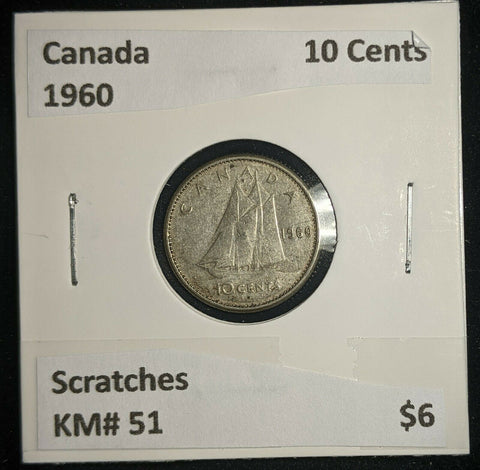 Canada 10 Cents
1960
CANADA
1960
10 CENTS
Scratches
KM# 51 $6